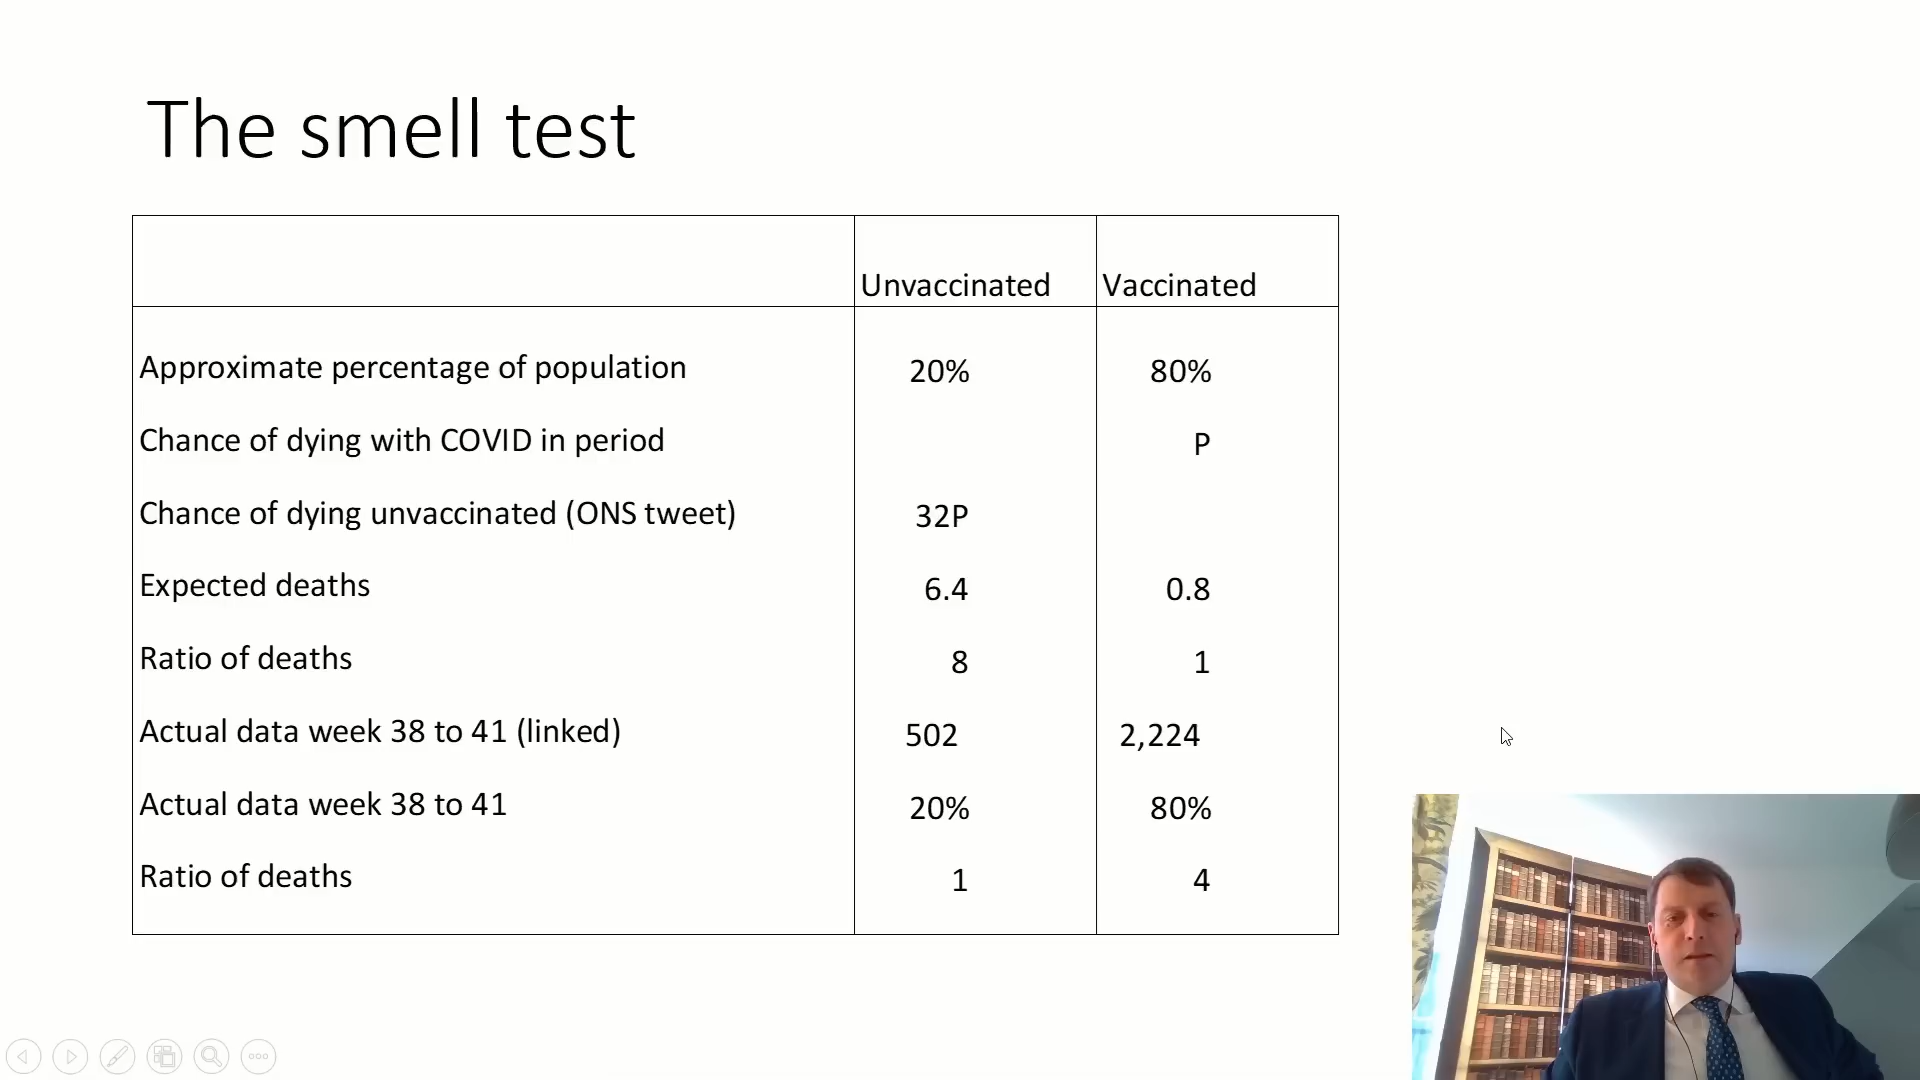 The smell test
Unvaccinated Vaccinated
Approximate percentage of population 20% 80%
Chance of dying with COVID in period P
Chance of dying unvaccinated (ONS tweet) 32P
Expected deaths 6.4 0.8
Ratio of deaths 8 1
Actual data week 38 to 41 (linked) 502 2,224
Actual data week 38 to 41 20% 80%
Ratio of deaths 1 4